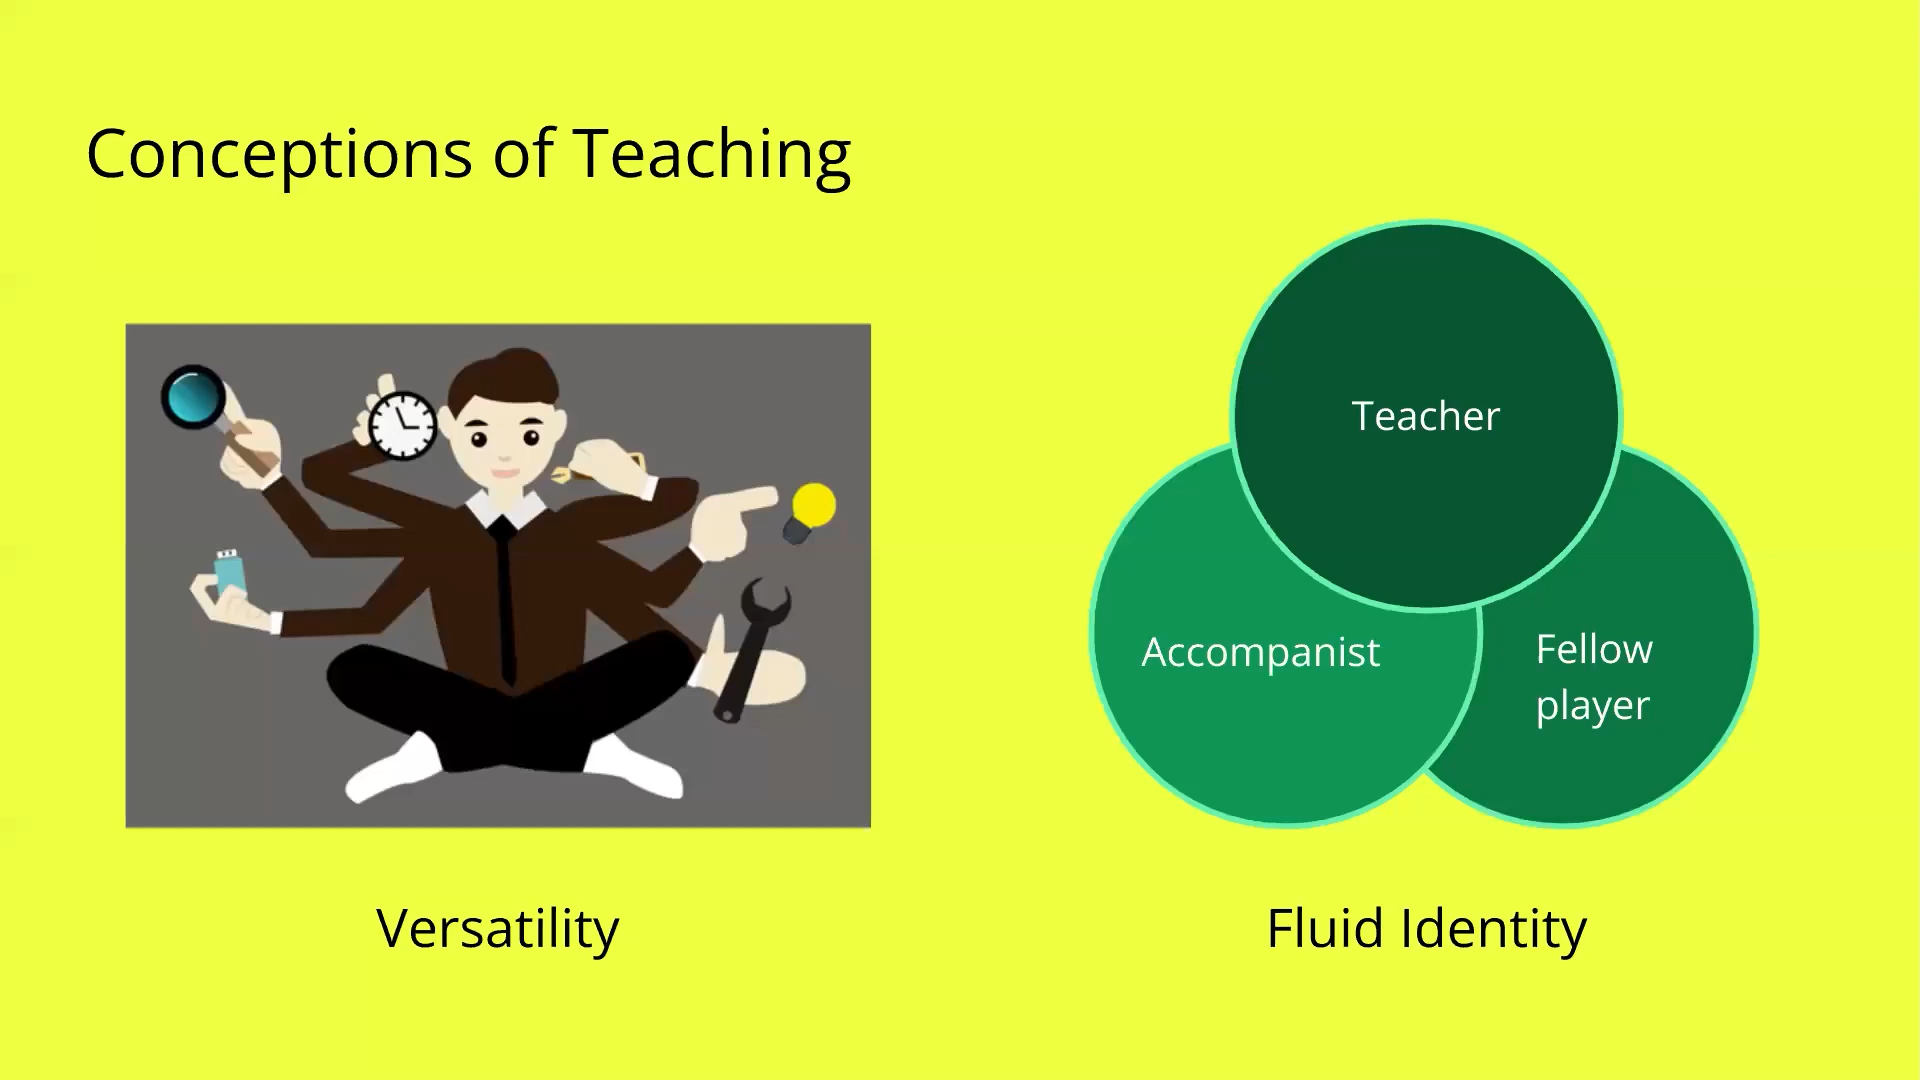 Conceptions of Teaching
Teacher
Accompanist
Fellow
player
Versatility
Fluid Identity